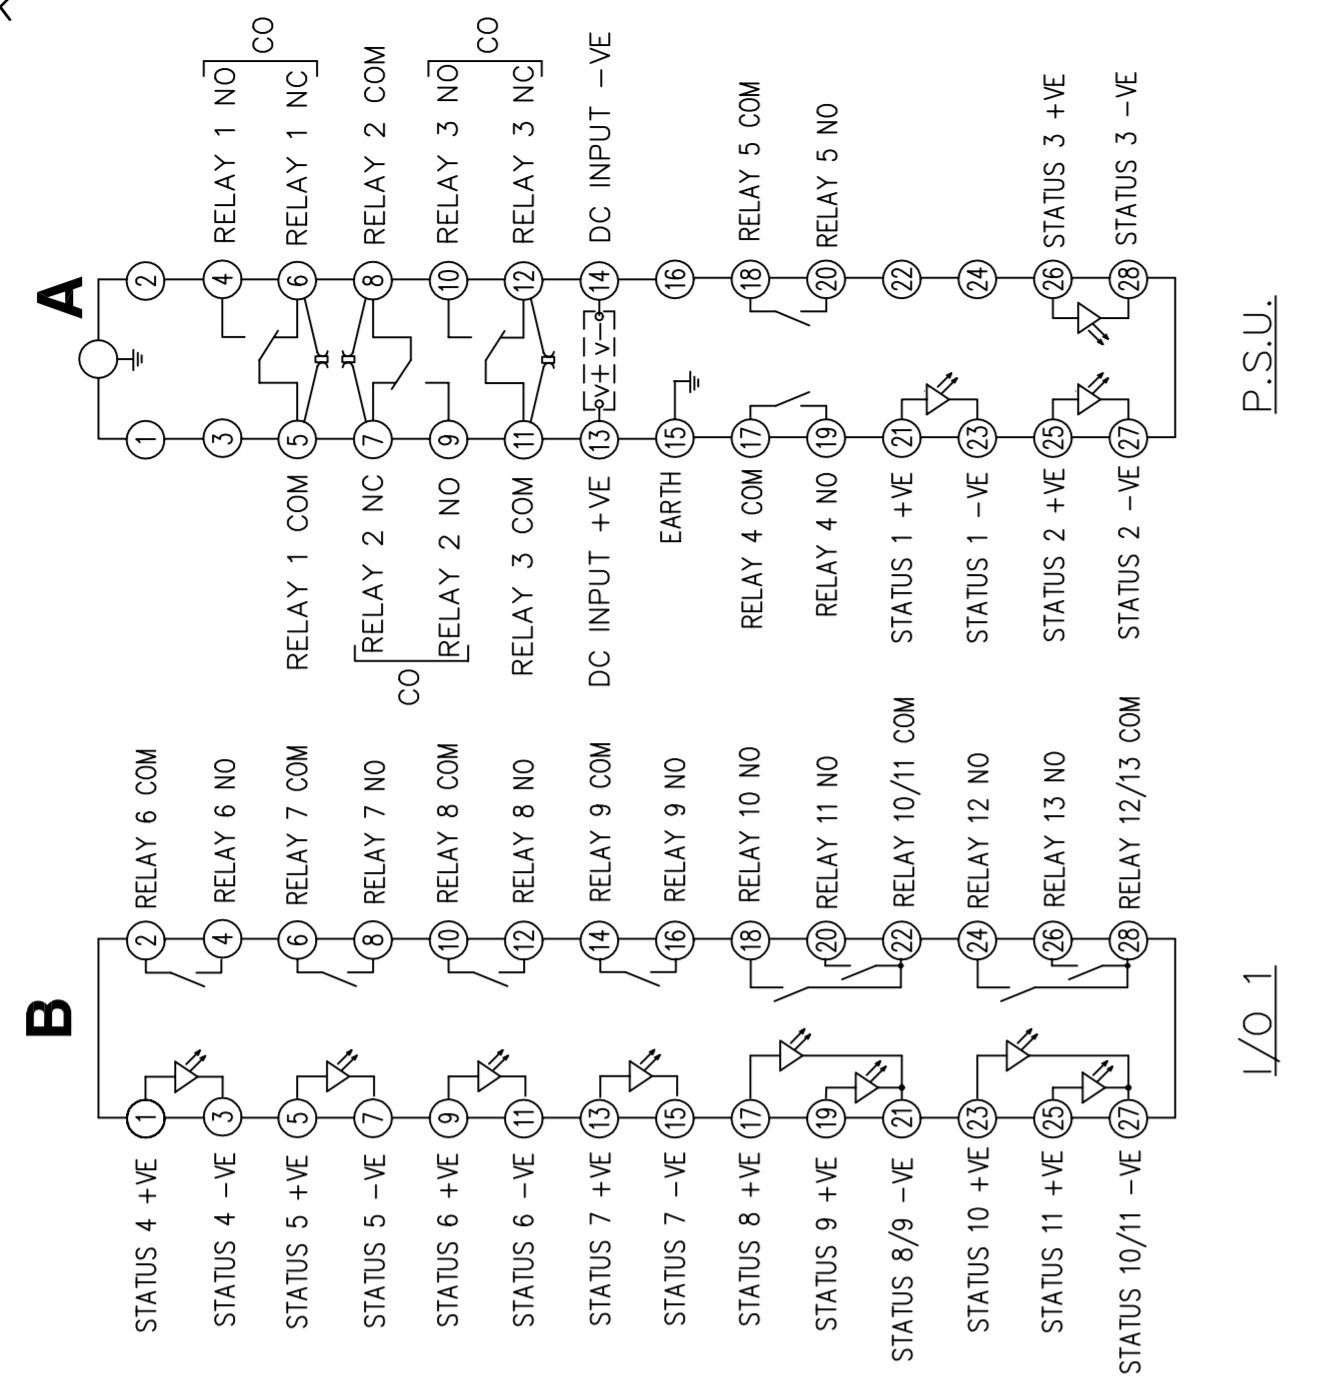 B
STATUS 4 +VE 1 2 RELAY 6 COM
STATUS 4 −VE 3 4 RELAY 6 NO
STATUS 5 +VE 5 6 RELAY 7 COM
STATUS 5 −VE 7 8 RELAY 7 NO
STATUS 6 +VE 9 10 RELAY 8 COM
STATUS 6 −VE 11 12 RELAY 8 NO
STATUS 7 +VE 13 14 RELAY 9 COM
STATUS 7 −VE 15 16 RELAY 9 NO
STATUS 8 +VE 17 18 RELAY 10 NO
STATUS 9 +VE 19 20 RELAY 11 NO
STATUS 8/9 −VE 21 22 RELAY 10/11 COM
STATUS 10 +VE 23 24 RELAY 12 NO
STATUS 11 +VE 25 26 RELAY 13 NO
STATUS 10/11 −VE 27 28 RELAY 12/13 COM
I/O 1
A
1 2
3 4 RELAY 1 NO
CO
RELAY 1 COM 5 6 RELAY 1 NC
RELAY 2 NC 7 8 RELAY 2 COM
CO
RELAY 2 NO 9 10 RELAY 3 NO
CO
RELAY 3 COM 11 12 RELAY 3 NC
DC INPUT +VE 13 V+ V− 14 DC INPUT −VE
EARTH 15 16
RELAY 4 COM 17 18 RELAY 5 COM
RELAY 4 NO 19 20 RELAY 5 NO
STATUS 1 +VE 21 22
STATUS 1 −VE 23 24
STATUS 2 +VE 25 26 STATUS 3 +VE
STATUS 2 −VE 27 28 STATUS 3 −VE
P.S.U.